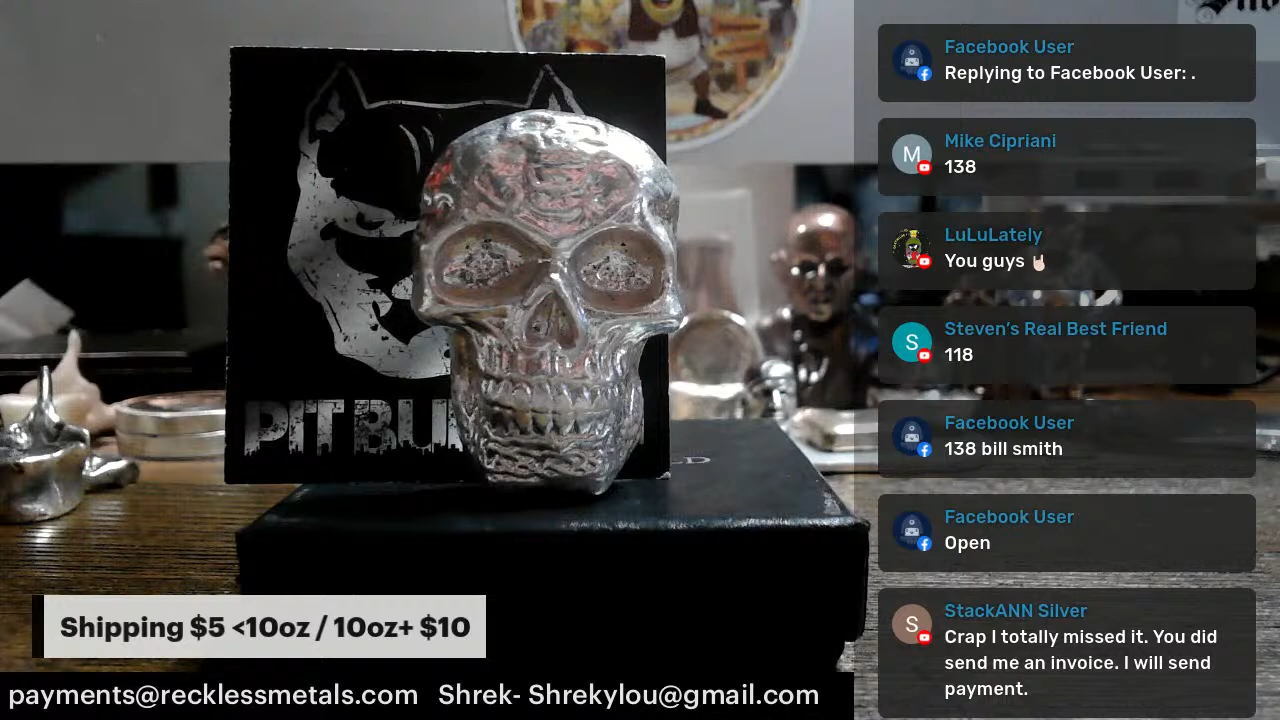 Facebook User
Replying to Facebook User: .
Mike Cipriani
M
138
LuLuLately
You guys 🤘🏻
Steven's Real Best Friend
S
118
Facebook User
138 bill smith
Facebook User
Open
StackANN Silver
S
Crap I totally missed it. You did
send me an invoice. I will send
payment.
Shipping $5 <10oz / 10oz+ $10
payments@recklessmetals.com Shrek- Shrekylou@gmail.com